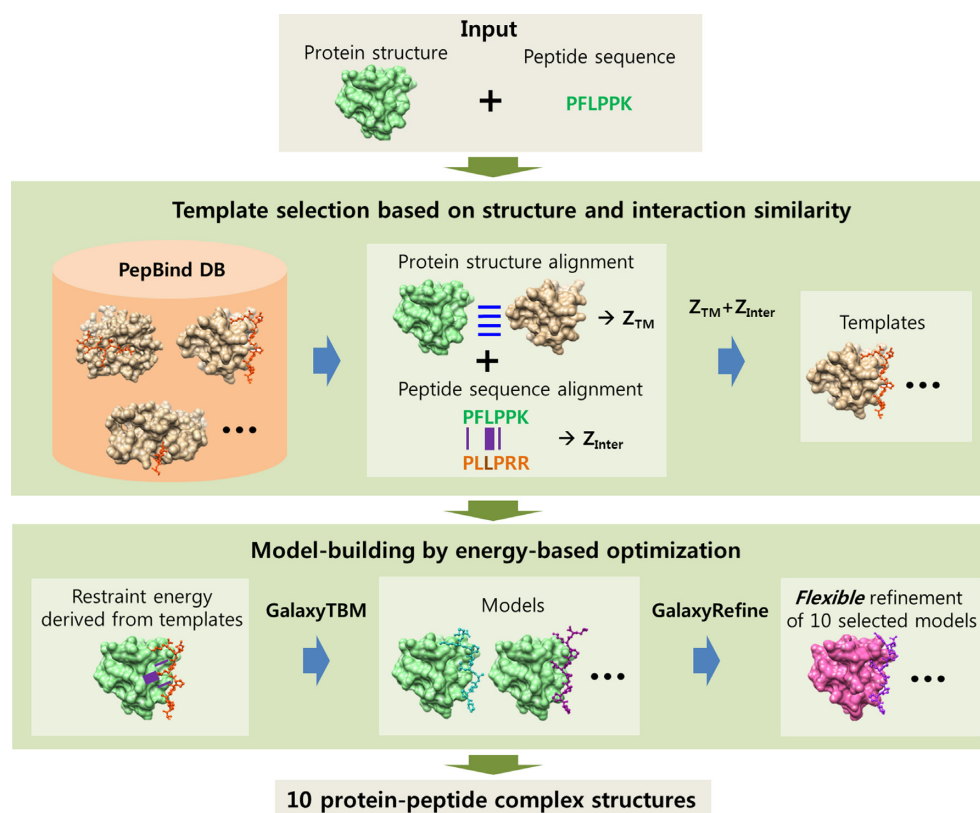 Input
Protein structure
Peptide sequence
+
PFLPPK
Template selection based on structure and interaction similarity
PepBind DB
...
Protein structure alignment
→ ZTM
+
Peptide sequence alignment
PFLPPK
→ ZInter
PLLPRR
ZTM+ZInter
Templates
...
Model-building by energy-based optimization
Restraint energy
derived from templates
GalaxyTBM
Models
...
GalaxyRefine
Flexible refinement
of 10 selected models
...
10 protein-peptide complex structures